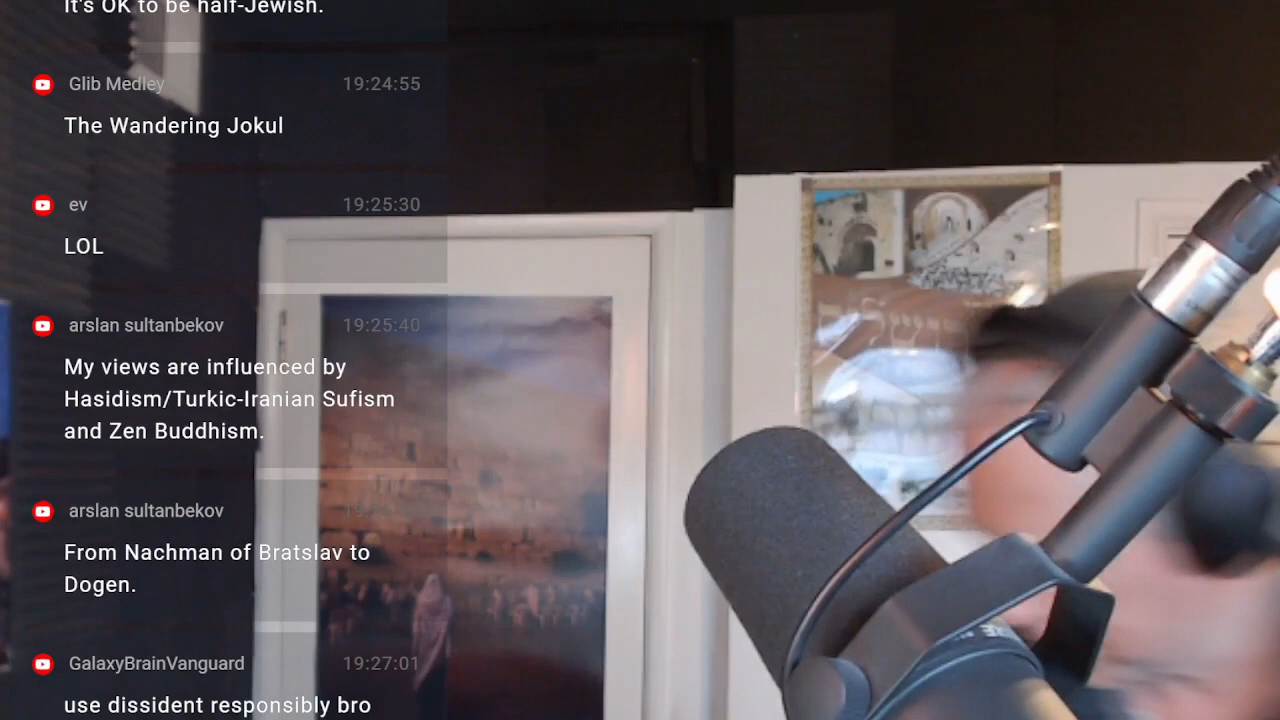 It's OK to be half-Jewish.
Glib Medley 19:24:55
The Wandering Jokul
ev 19:25:30
LOL
arslan sultanbekov 19:25:40
My views are influenced by
Hasidism/Turkic-Iranian Sufism
and Zen Buddhism.
arslan sultanbekov
From Nachman of Bratslav to
Dogen.
GalaxyBrainVanguard 19:27:01
use dissident responsibly bro